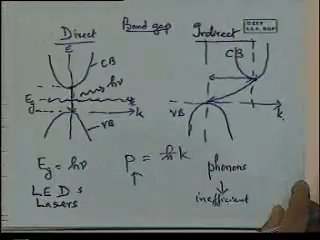 Band gap
Direct
Indirect
E
CB
CB
hν
Eg
k
k
VB
VB
Eg = hν
p = ħk
phonons
LEDs
Lasers
inefficient